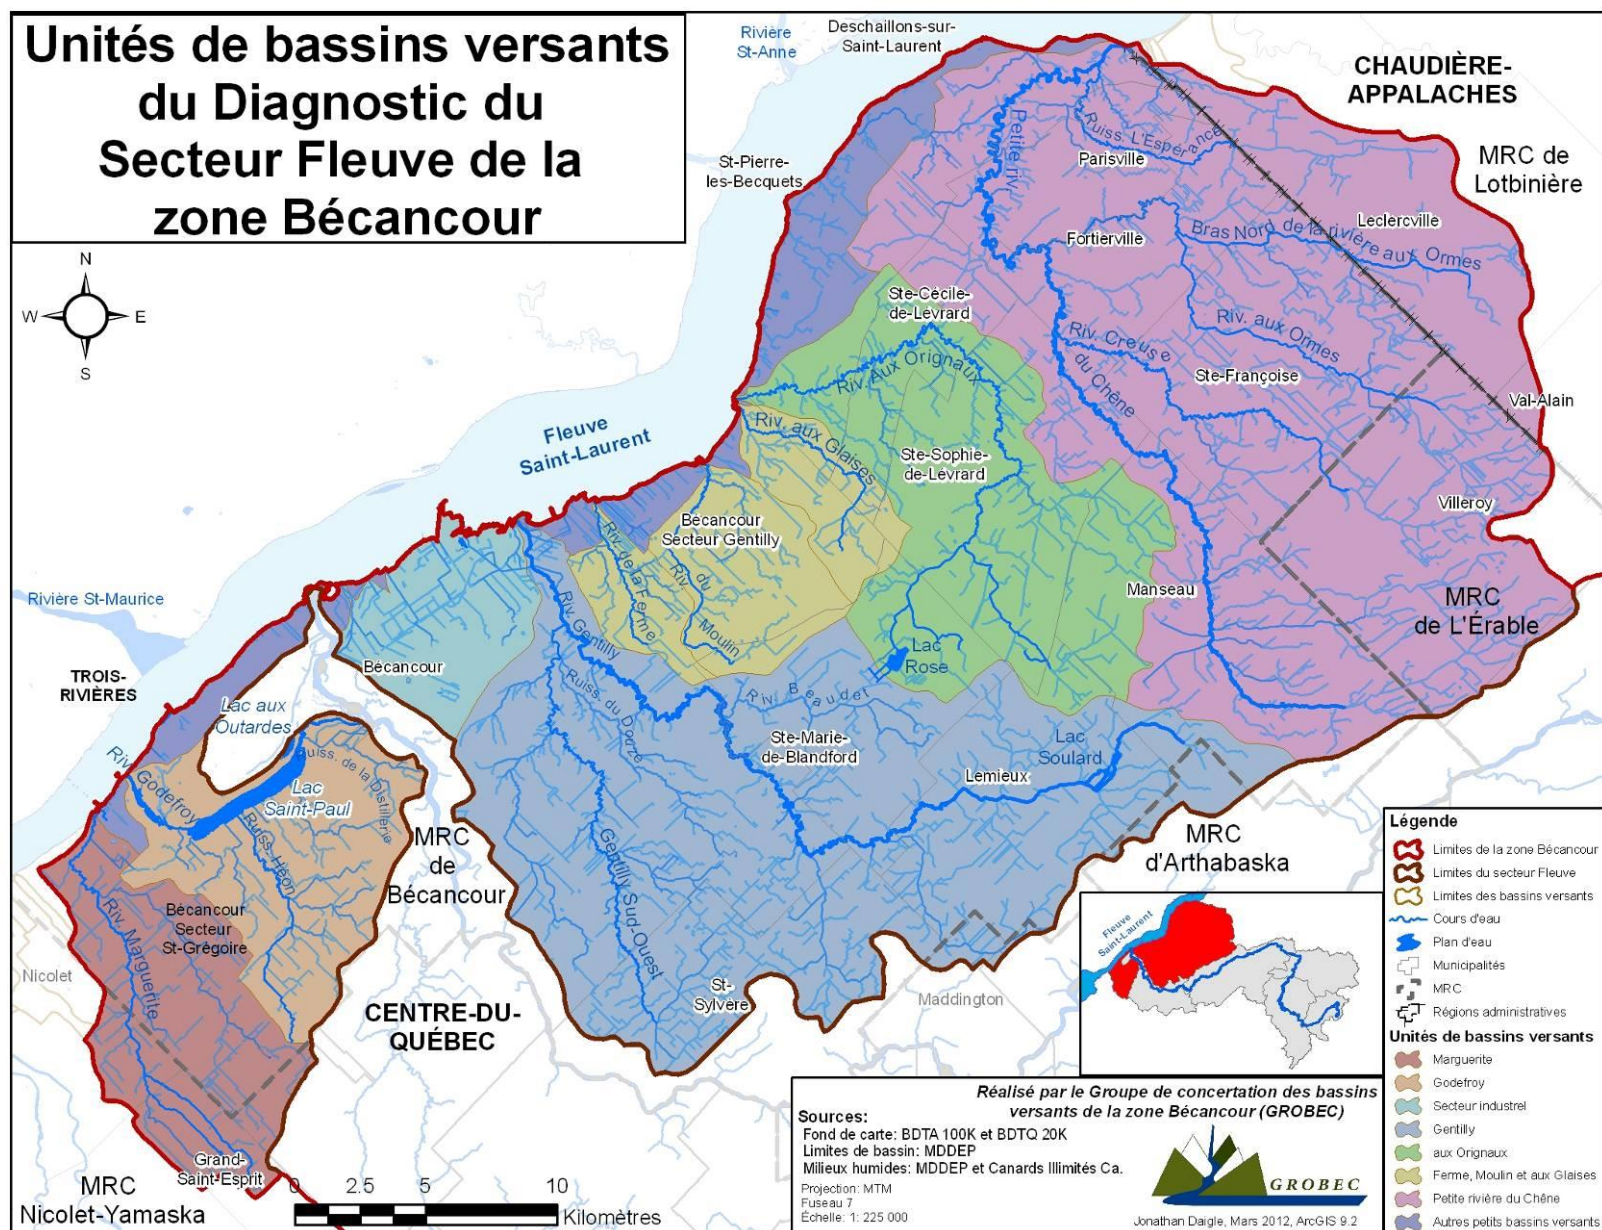 Unités de bassins versants
du Diagnostic du
Secteur Fleuve de la
zone Bécancour
Rivière
St-Anne
Deschaillons-sur-
Saint-Laurent
CHAUDIÈRE-
APPALACHES
MRC de
Lotbinière
St-Pierre-
les-Becquets
Petite riv.
Ruiss. L'Espérance
Parisville
Leclercville
Fortierville
Bras Nord de la rivière aux Ormes
N
W
E
S
Ste-Cécile-
de-Lévrard
Riv. Creuse
Riv. aux Ormes
Riv. Aux Orignaux
du Chêne
Ste-Françoise
Val-Alain
Fleuve
Saint-Laurent
Riv. aux Glaises
Ste-Sophie-
de-Lévrard
Villeroy
Bécancour
Secteur Gentilly
Riv. de la Ferme
Riv. du Moulin
Manseau
MRC
de L'Érable
Rivière St-Maurice
Riv. Gentilly
Bécancour
Lac
Rose
TROIS-
RIVIÈRES
Lac aux
Outardes
Ruiss. du Douze
Riv. Beaudet
Ste-Marie-
de-Blandford
Lac
Soulard
Lemieux
Riv. Godefroy
Ruiss. de la Distillerie
Lac
Saint-Paul
Ruiss. Héon
MRC
de
Bécancour
MRC
d'Arthabaska
Gentilly Sud-Ouest
Bécancour
Secteur
St-Grégoire
Riv. Marguerite
Nicolet
St-
Sylvère
Maddington
CENTRE-DU-
QUÉBEC
Grand-
Saint-Esprit
MRC
Nicolet-Yamaska
0 2.5 5 10
Kilomètres
Fleuve
Saint-Laurent
Réalisé par le Groupe de concertation des bassins
versants de la zone Bécancour (GROBEC)
Sources:
Fond de carte: BDTA 100K et BDTQ 20K
Limites de bassin: MDDEP
Milieux humides: MDDEP et Canards Illimités Ca.
Projection: MTM
Fuseau 7
Échelle: 1: 225 000
GROBEC
Jonathan Daigle, Mars 2012, ArcGIS 9.2
Légende
Limites de la zone Bécancour
Limites du secteur Fleuve
Limites des bassins versants
Cours d'eau
Plan d'eau
Municipalités
MRC
Régions administratives
Unités de bassins versants
Marguerite
Godefroy
Secteur industrel
Gentilly
aux Orignaux
Ferme, Moulin et aux Glaises
Petite rivière du Chêne
Autres petits bassins versants